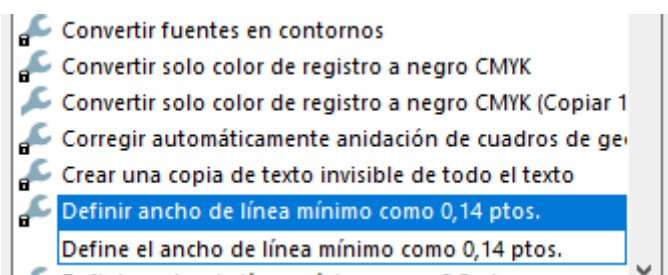 Convertir fuentes en contornos
Convertir solo color de registro a negro CMYK
Convertir solo color de registro a negro CMYK (Copiar 1
Corregir automáticamente anidación de cuadros de ge
Crear una copia de texto invisible de todo el texto
Definir ancho de línea mínimo como 0,14 ptos.
Define el ancho de línea mínimo como 0,14 ptos.